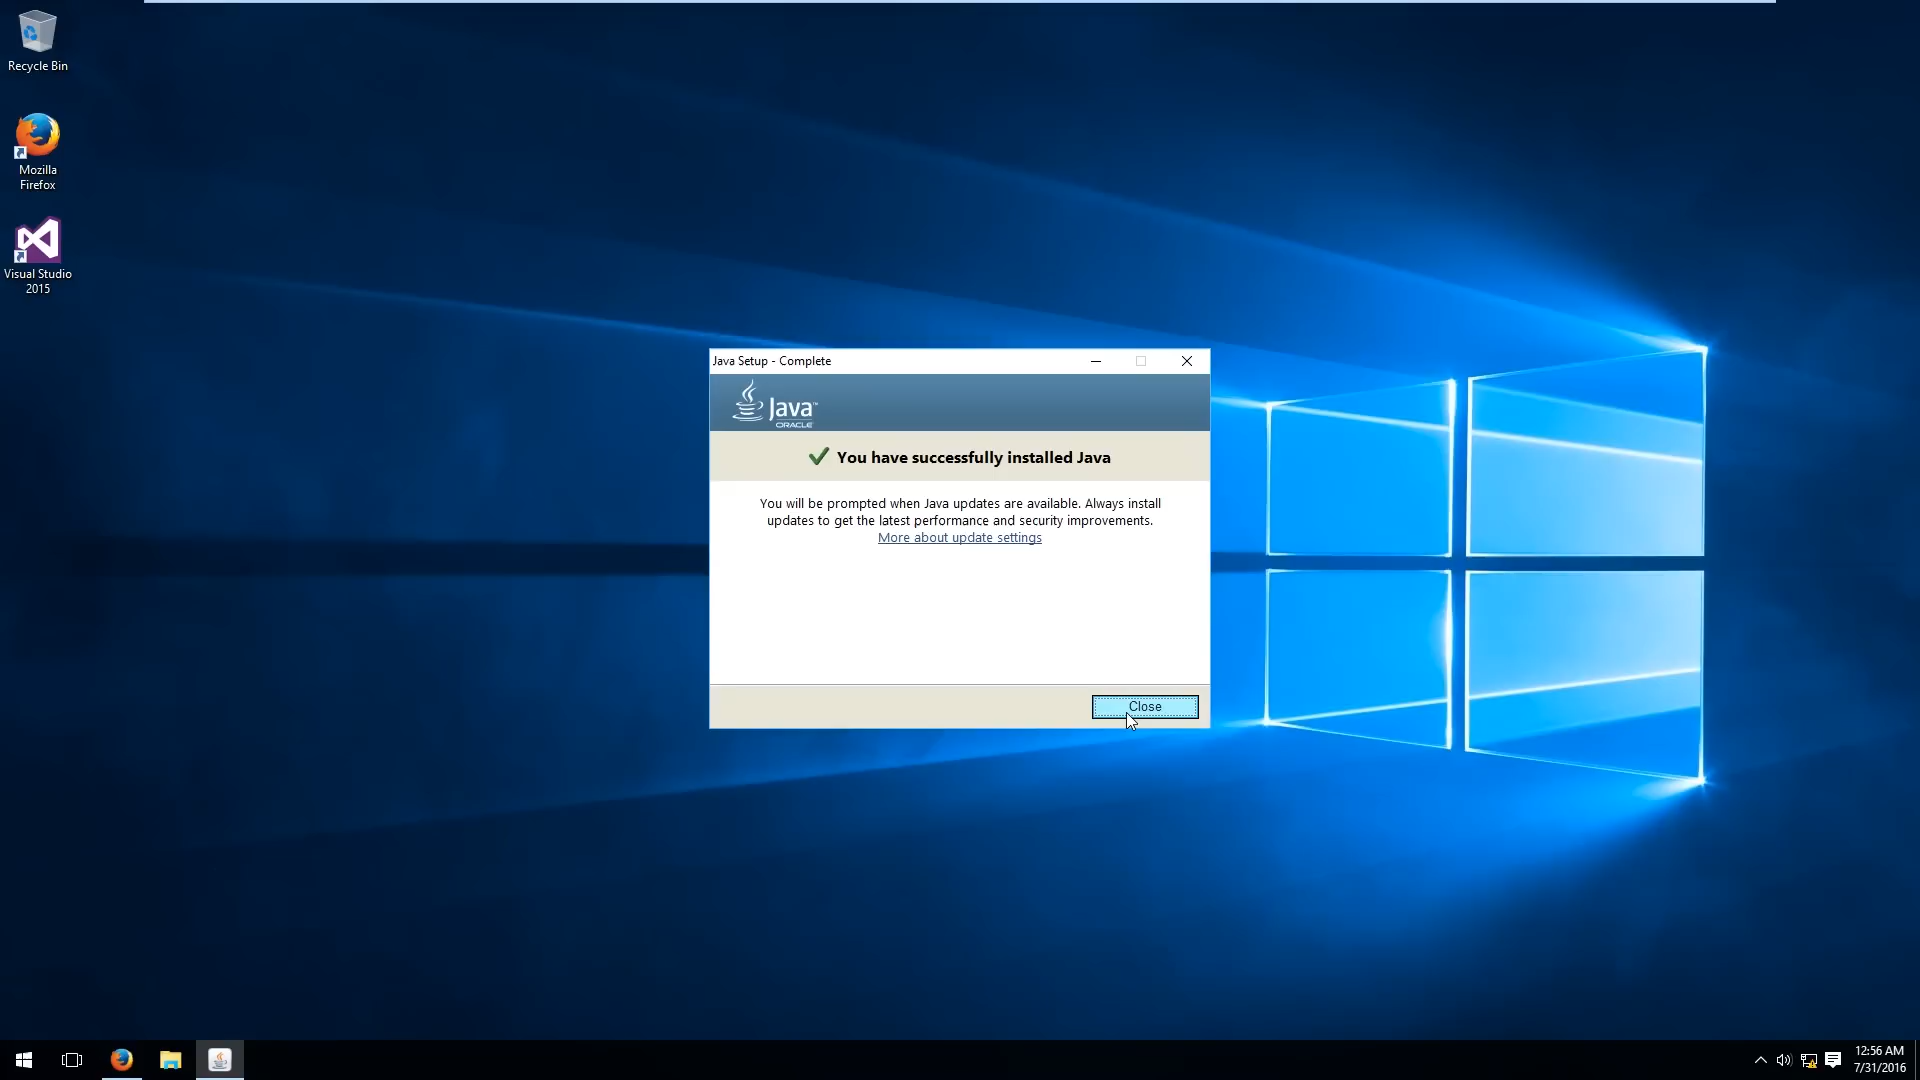 Recycle Bin
Mozilla
Firefox
Visual Studio
2015
Java Setup - Complete
Java™
ORACLE
You have successfully installed Java
You will be prompted when Java updates are available. Always install
updates to get the latest performance and security improvements.
More about update settings
Close
12:56 AM
7/31/2016